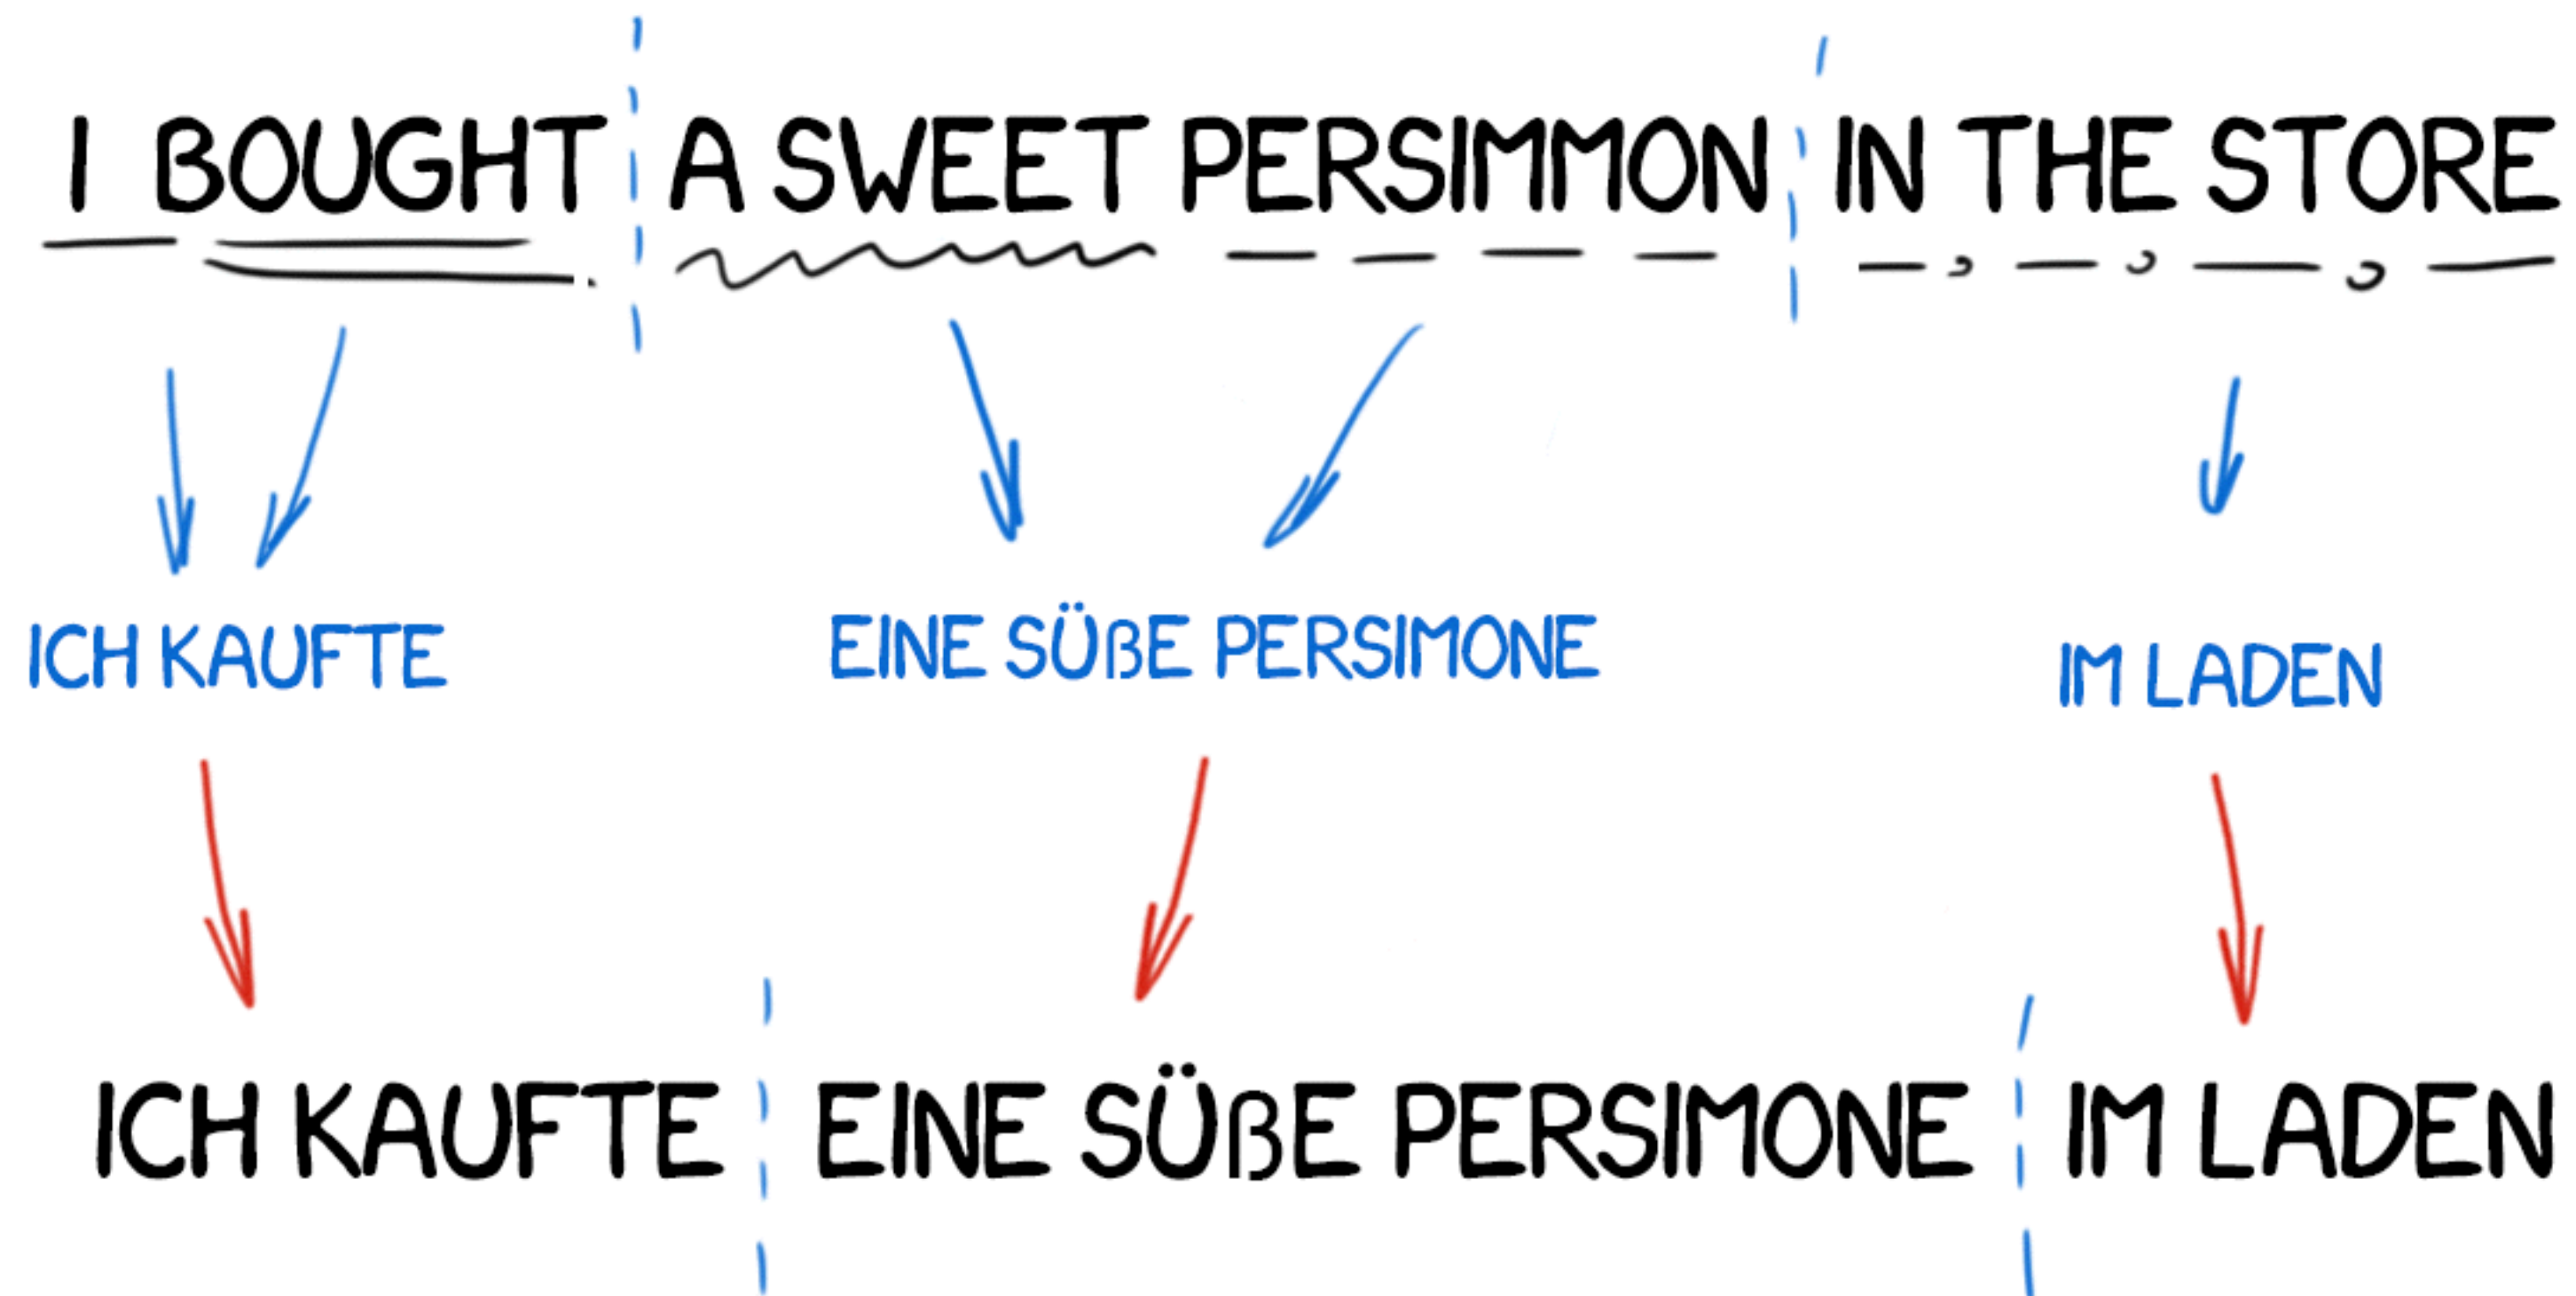 I BOUGHT A SWEET PERSIMMON IN THE STORE
ICH KAUFTE EINE SÜßE PERSIMONE IM LADEN
ICH KAUFTE EINE SÜßE PERSIMONE IM LADEN